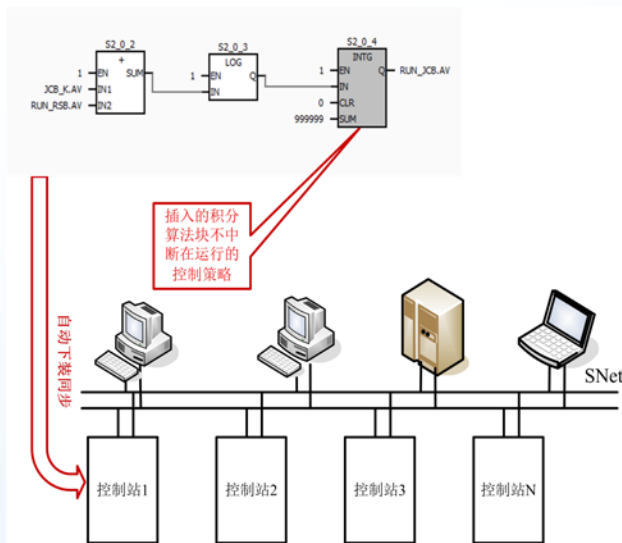 S2_0_2
+
1
EN
SUM
JCB_K.AV
IN1
RUN_RSB.AV
IN2
S2_0_3
LOG
1
EN
Q
IN
S2_0_4
INTG
1
EN
Q
RUN_JCB.AV
IN
0
CLR
999999
SUM
插入的积分
算法块不中
断在运行的
控制策略
自动下装同步
SNet
控制站1
控制站2
控制站3
控制站N